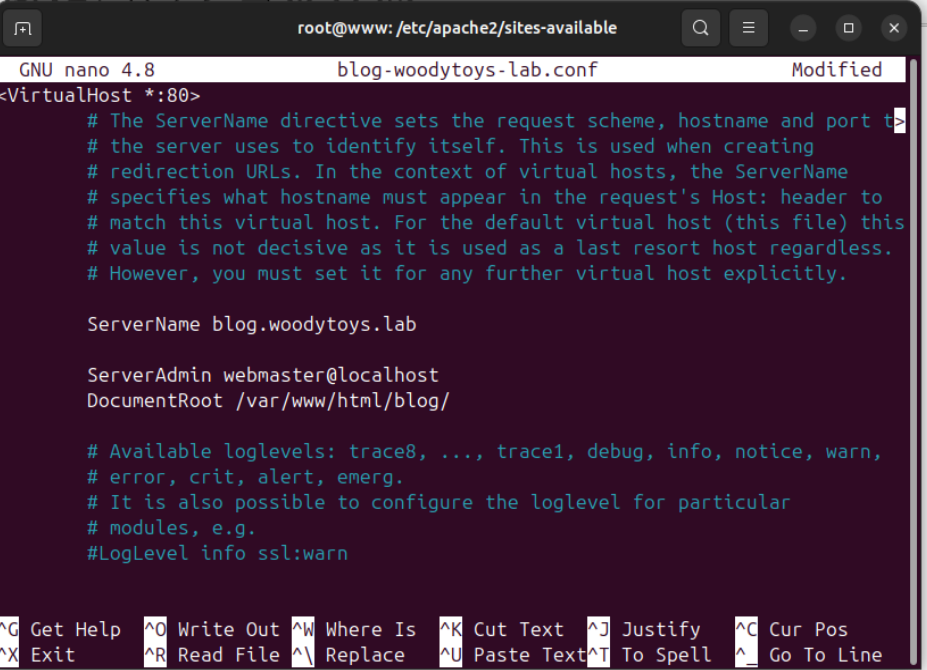 root@www: /etc/apache2/sites-available
GNU nano 4.8 blog-woodytoys-lab.conf Modified
<VirtualHost *:80>
# The ServerName directive sets the request scheme, hostname and port t>
# the server uses to identify itself. This is used when creating
# redirection URLs. In the context of virtual hosts, the ServerName
# specifies what hostname must appear in the request's Host: header to
# match this virtual host. For the default virtual host (this file) this
# value is not decisive as it is used as a last resort host regardless.
# However, you must set it for any further virtual host explicitly.
ServerName blog.woodytoys.lab
ServerAdmin webmaster@localhost
DocumentRoot /var/www/html/blog/
# Available loglevels: trace8, ..., trace1, debug, info, notice, warn,
# error, crit, alert, emerg.
# It is also possible to configure the loglevel for particular
# modules, e.g.
#LogLevel info ssl:warn
^G Get Help ^O Write Out ^W Where Is ^K Cut Text ^J Justify ^C Cur Pos
^X Exit ^R Read File ^\ Replace ^U Paste Text ^T To Spell ^_ Go To Line